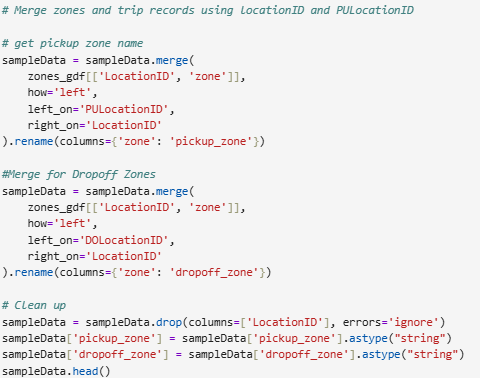 # Merge zones and trip records using locationID and PULocationID

# get pickup zone name
sampleData = sampleData.merge(
    zones_gdf[['LocationID', 'zone']],
    how='left',
    left_on='PULocationID',
    right_on='LocationID'
).rename(columns={'zone': 'pickup_zone'})

#Merge for Dropoff Zones
sampleData = sampleData.merge(
    zones_gdf[['LocationID', 'zone']],
    how='left',
    left_on='DOLocationID',
    right_on='LocationID'
).rename(columns={'zone': 'dropoff_zone'})

# Clean up
sampleData = sampleData.drop(columns=['LocationID'], errors='ignore')
sampleData['pickup_zone'] = sampleData['pickup_zone'].astype("string")
sampleData['dropoff_zone'] = sampleData['dropoff_zone'].astype("string")
sampleData.head()